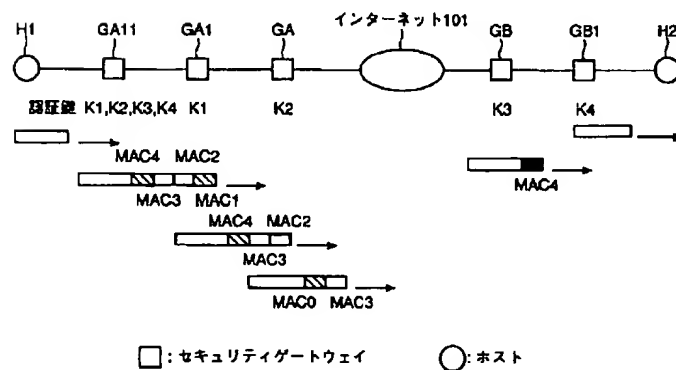 H1 GA11 GA1 GA インターネット101 GB GB1 H2
認証鍵 K1,K2,K3,K4 K1 K2 K3 K4
MAC4 MAC2
MAC4
MAC3 MAC1
MAC4 MAC2
MAC3
MAC0 MAC3
□:セキュリティゲートウェイ ○:ホスト